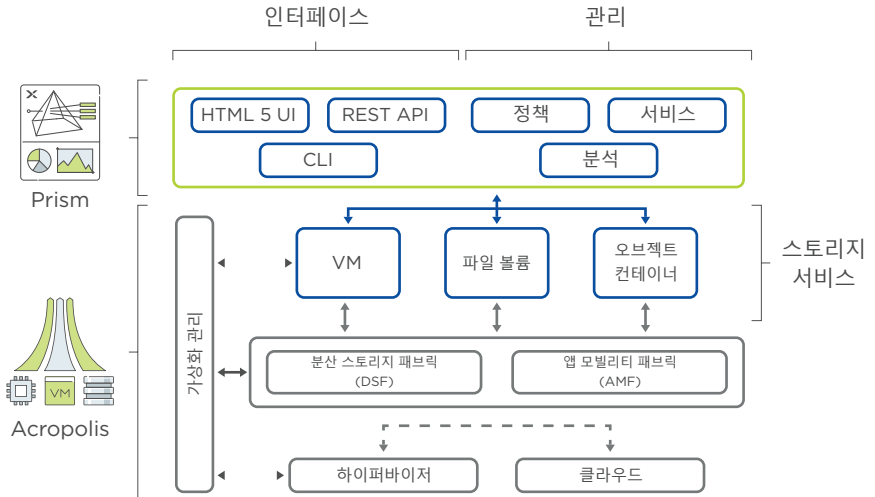 인터페이스
관리
HTML 5 UI
REST API
정책
서비스
CLI
분석
Prism
VM
파일 볼륨
오브젝트
컨테이너
스토리지
서비스
가상화 관리
분산 스토리지 패브릭
(DSF)
앱 모빌리티 패브릭
(AMF)
VM
Acropolis
하이퍼바이저
클라우드